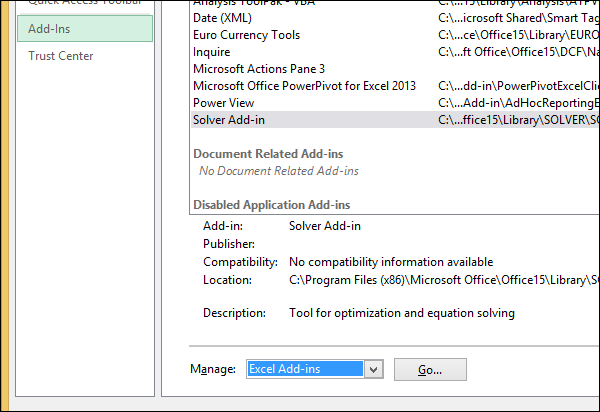 Quick Access Toolbar
Add-Ins
Trust Center
Analysis ToolPak - VBA C:\...15\Library\Analysis\ATPV
Date (XML) C:\...icrosoft Shared\Smart Tag
Euro Currency Tools C:\...ce\Office15\Library\EURO
Inquire C:\...ft Office\Office15\DCF\Na
Microsoft Actions Pane 3
Microsoft Office PowerPivot for Excel 2013 C:\...dd-in\PowerPivotExcelClie
Power View C:\...Add-in\AdHocReportingE
Solver Add-in C:\...ffice15\Library\SOLVER\SO
Document Related Add-ins
No Document Related Add-ins
Disabled Application Add-ins
Add-in: Solver Add-in
Publisher:
Compatibility: No compatibility information available
Location: C:\Program Files (x86)\Microsoft Office\Office15\Library\SO
Description: Tool for optimization and equation solving
Manage: Excel Add-ins Go...